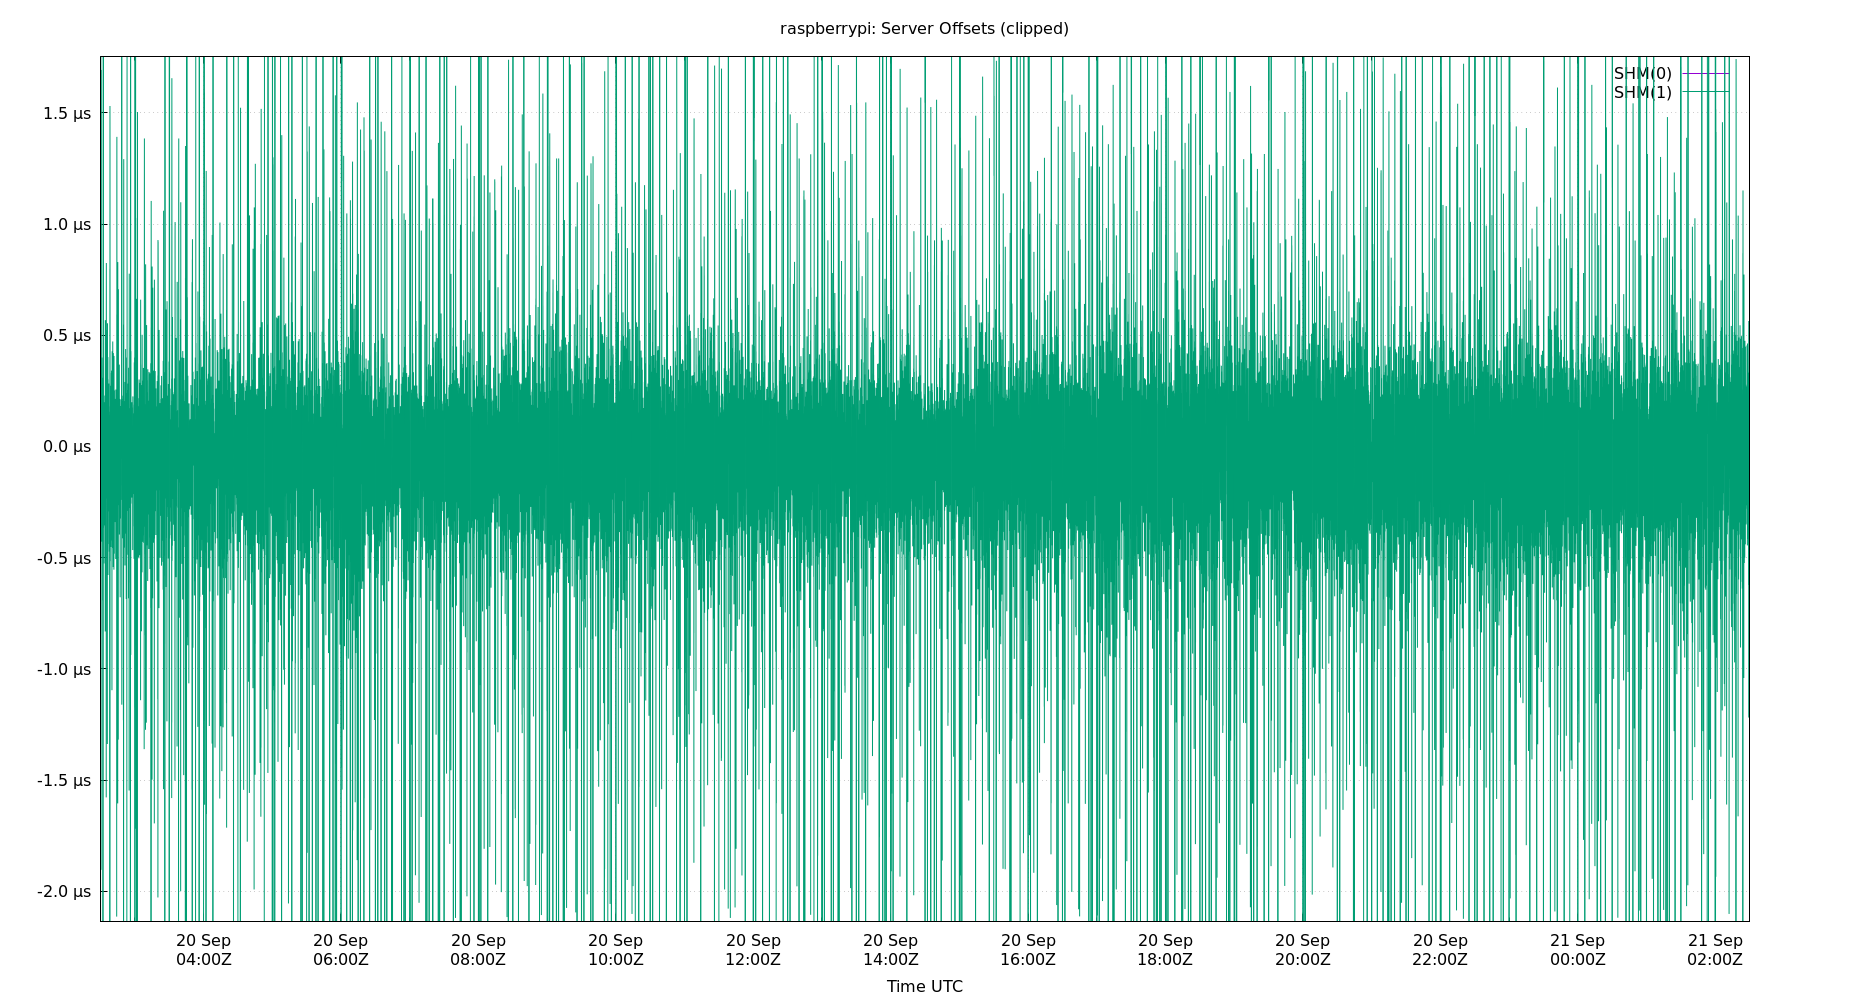 raspberrypi: Server Offsets (clipped)
SHM(0)
SHM(1)
1.5 µs
1.0 µs
0.5 µs
0.0 µs
-0.5 µs
-1.0 µs
-1.5 µs
-2.0 µs
20 Sep 20 Sep 20 Sep 20 Sep 20 Sep 20 Sep 20 Sep 20 Sep 20 Sep 20 Sep 21 Sep 21 Sep
04:00Z 06:00Z 08:00Z 10:00Z 12:00Z 14:00Z 16:00Z 18:00Z 20:00Z 22:00Z 00:00Z 02:00Z
Time UTC